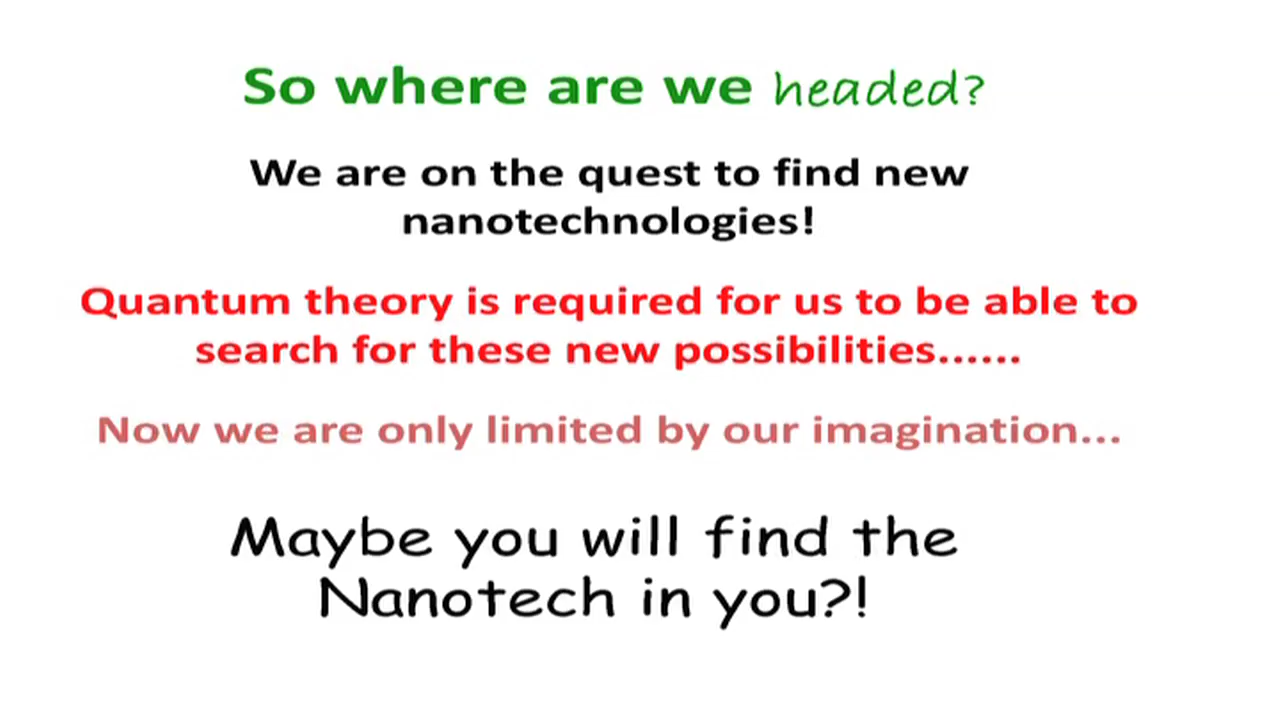 So where are we headed?
We are on the quest to find new
nanotechnologies!
Quantum theory is required for us to be able to
search for these new possibilities......
Now we are only limited by our imagination...
Maybe you will find the
Nanotech in you?!